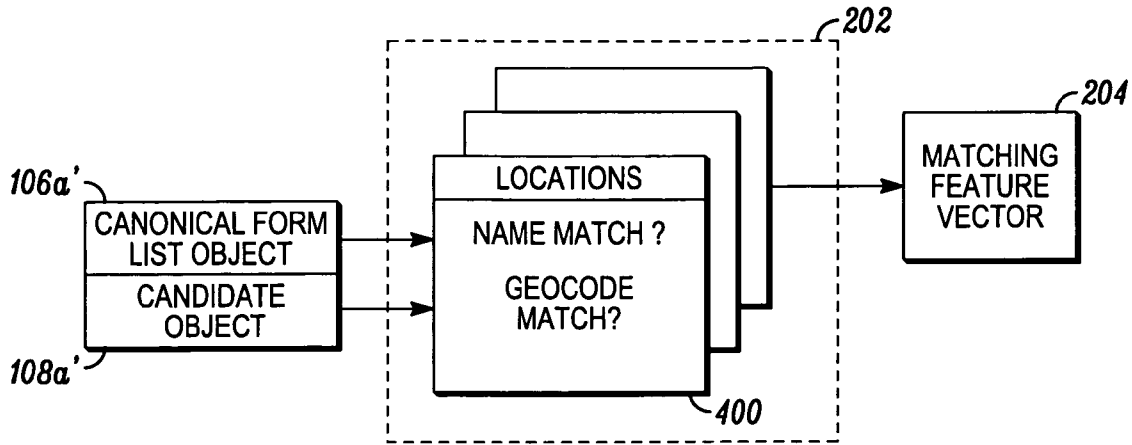 202
204
106a'
CANONICAL FORM
LIST OBJECT
CANDIDATE
OBJECT
108a'
LOCATIONS
NAME MATCH ?
GEOCODE
MATCH?
400
MATCHING
FEATURE
VECTOR